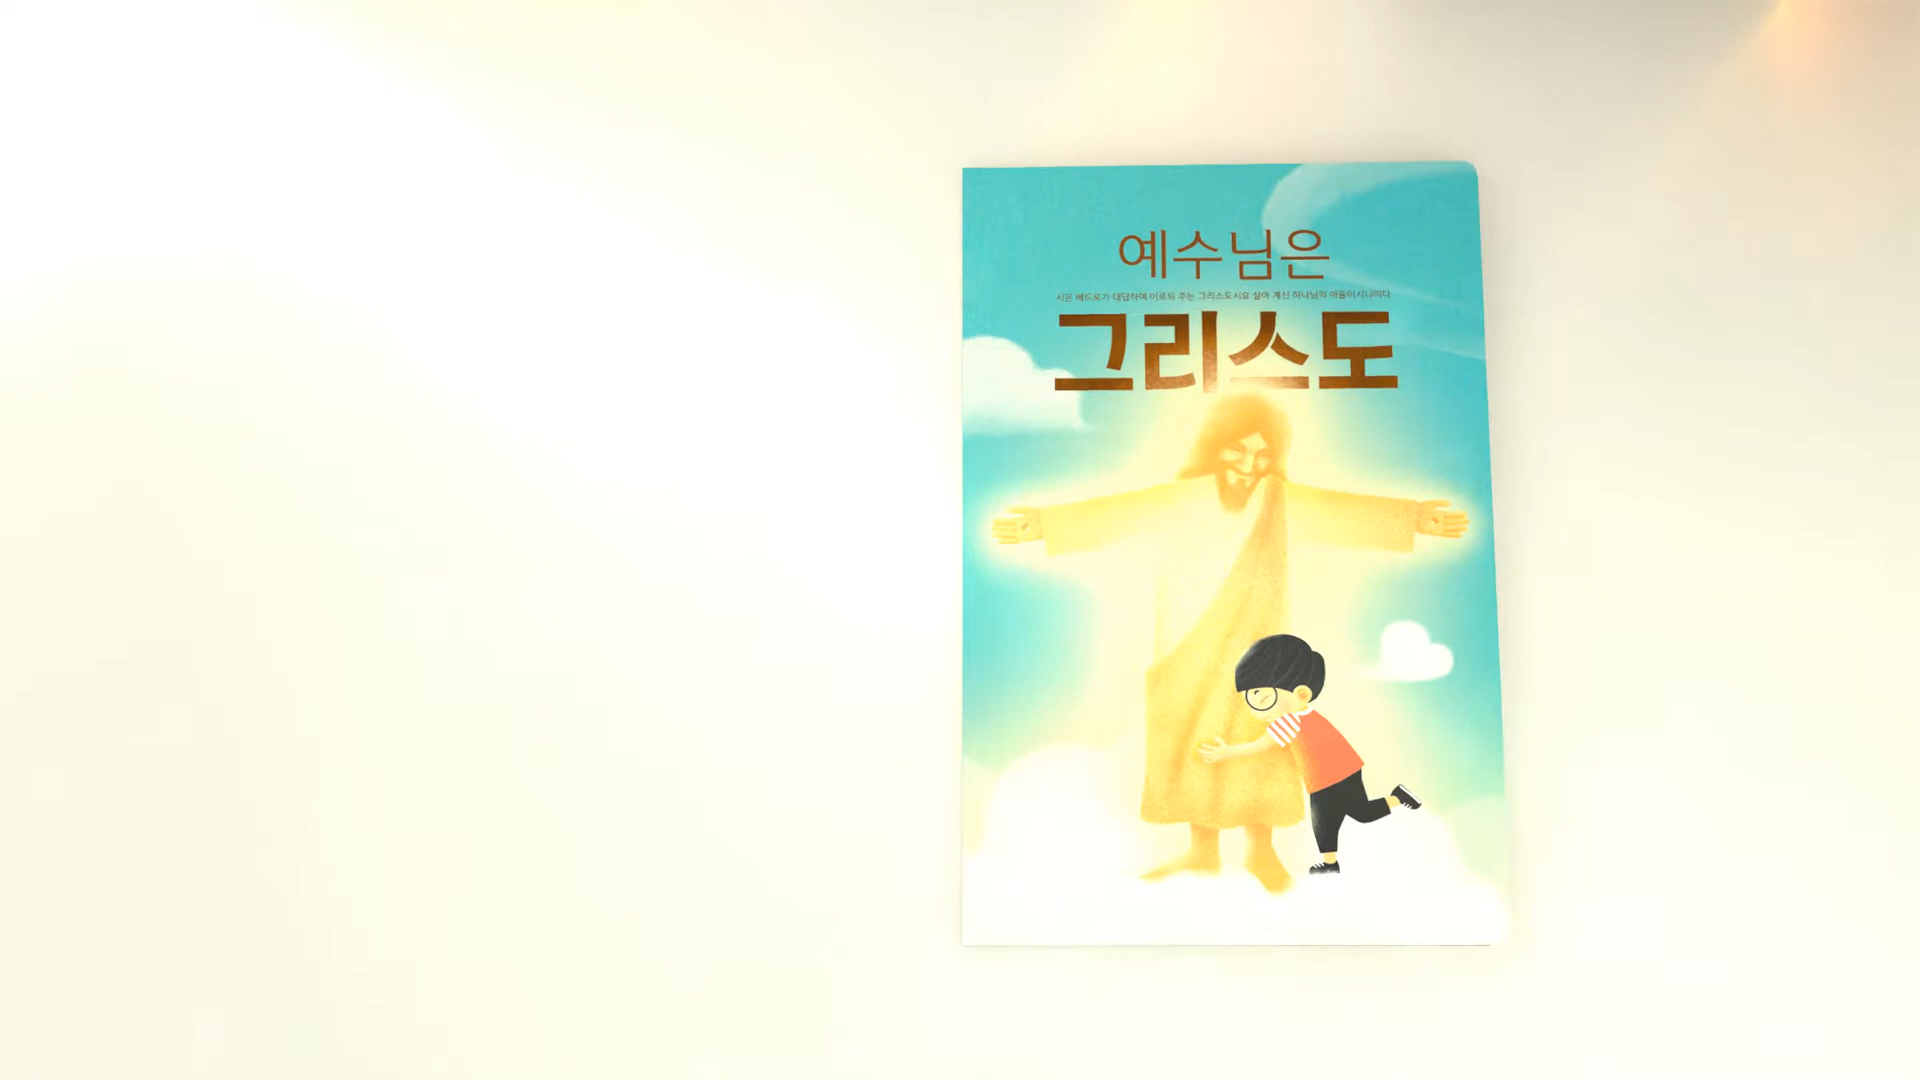 예수님은
시몬 베드로가 대답하여 이르되 주는 그리스도시요 살아 계신 하나님의 아들이시니이다
그리스도